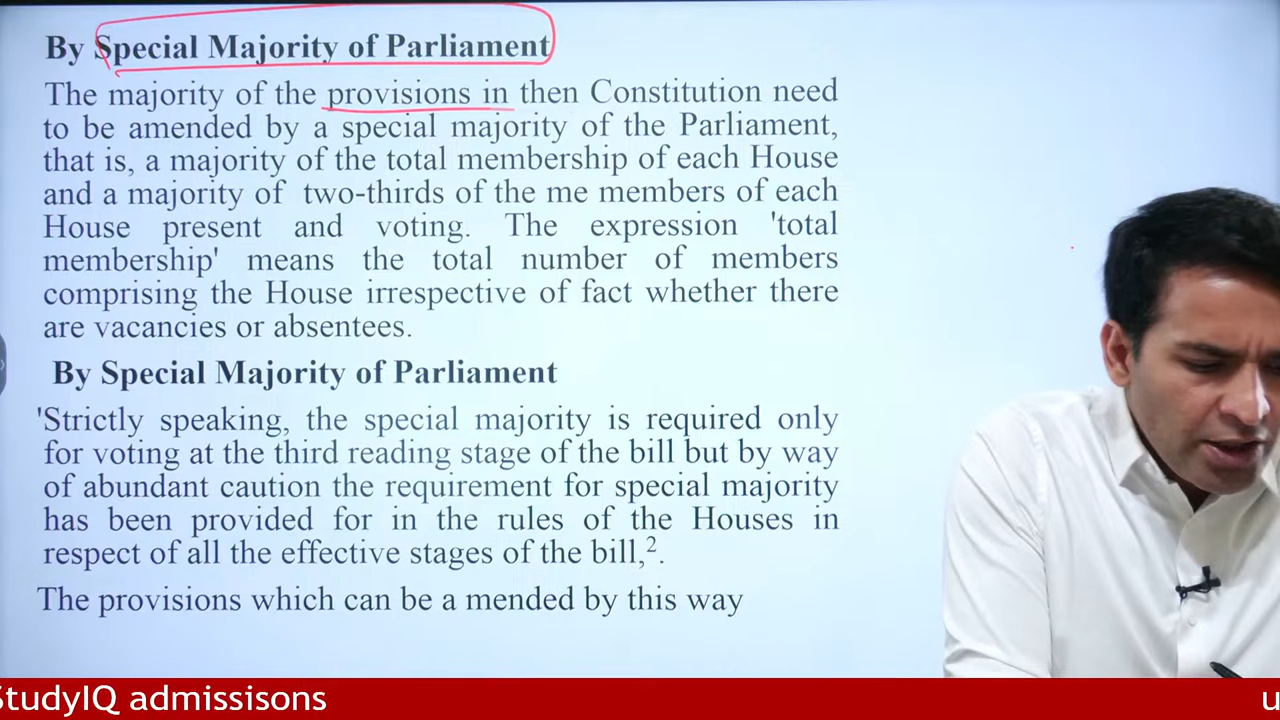 By Special Majority of Parliament
The majority of the provisions in then Constitution need
to be amended by a special majority of the Parliament,
that is, a majority of the total membership of each House
and a majority of two-thirds of the me members of each
House present and voting. The expression 'total
membership' means the total number of members
comprising the House irrespective of fact whether there
are vacancies or absentees.
By Special Majority of Parliament
'Strictly speaking, the special majority is required only
for voting at the third reading stage of the bill but by way
of abundant caution the requirement for special majority
has been provided for in the rules of the Houses in
respect of all the effective stages of the bill,2.
The provisions which can be a mended by this way
StudyIQ admissisons u